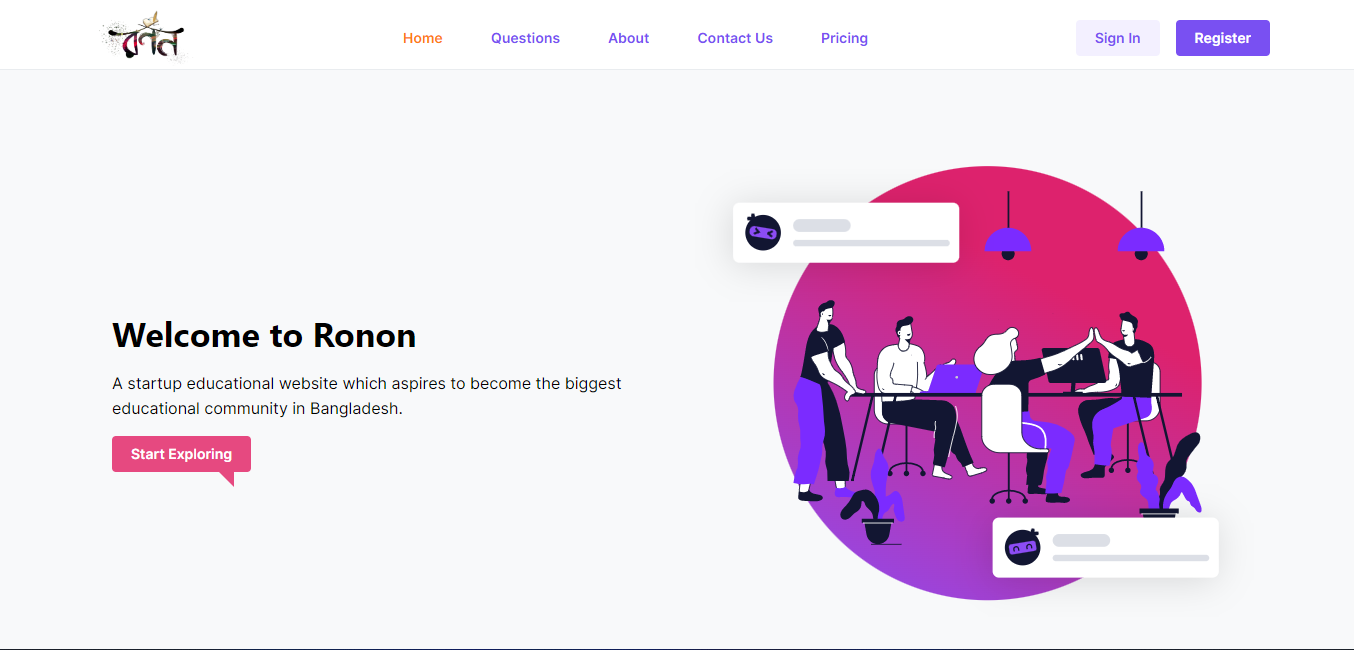 রণন
Home
Questions
About
Contact Us
Pricing
Sign In
Register
Welcome to Ronon
A startup educational website which aspires to become the biggest
educational community in Bangladesh.
Start Exploring